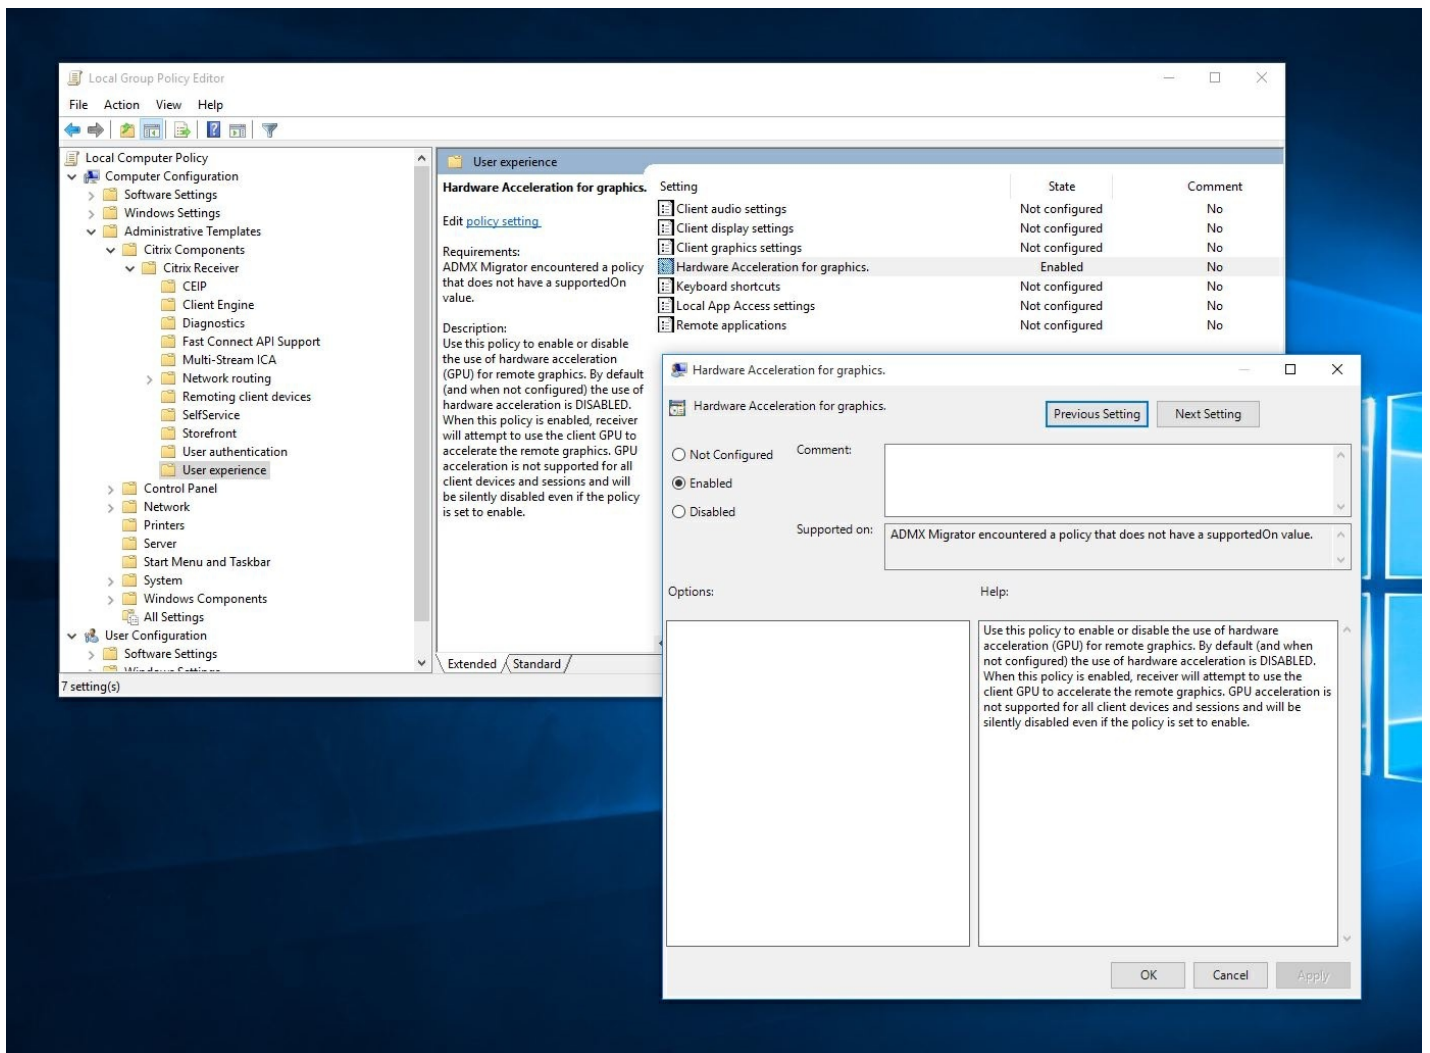 Local Group Policy Editor
File Action View Help
Local Computer Policy
Computer Configuration
Software Settings
Windows Settings
Administrative Templates
Citrix Components
Citrix Receiver
CEIP
Client Engine
Diagnostics
Fast Connect API Support
Multi-Stream ICA
Network routing
Remoting client devices
SelfService
Storefront
User authentication
User experience
Control Panel
Network
Printers
Server
Start Menu and Taskbar
System
Windows Components
All Settings
User Configuration
Software Settings
Windows Settings
7 setting(s)
User experience
Hardware Acceleration for graphics.
Edit policy setting
Requirements:
ADMX Migrator encountered a policy
that does not have a supportedOn
value.
Description:
Use this policy to enable or disable
the use of hardware acceleration
(GPU) for remote graphics. By default
(and when not configured) the use of
hardware acceleration is DISABLED.
When this policy is enabled, receiver
will attempt to use the client GPU to
accelerate the remote graphics. GPU
acceleration is not supported for all
client devices and sessions and will
be silently disabled even if the policy
is set to enable.
Setting State Comment
Client audio settings Not configured No
Client display settings Not configured No
Client graphics settings Not configured No
Hardware Acceleration for graphics. Enabled No
Keyboard shortcuts Not configured No
Local App Access settings Not configured No
Remote applications Not configured No
Extended Standard
Hardware Acceleration for graphics.
Hardware Acceleration for graphics.
Previous Setting Next Setting
Not Configured
Enabled
Disabled
Comment:
Supported on:
ADMX Migrator encountered a policy that does not have a supportedOn value.
Options:
Help:
Use this policy to enable or disable the use of hardware
acceleration (GPU) for remote graphics. By default (and when
not configured) the use of hardware acceleration is DISABLED.
When this policy is enabled, receiver will attempt to use the
client GPU to accelerate the remote graphics. GPU acceleration is
not supported for all client devices and sessions and will be
silently disabled even if the policy is set to enable.
OK Cancel Apply